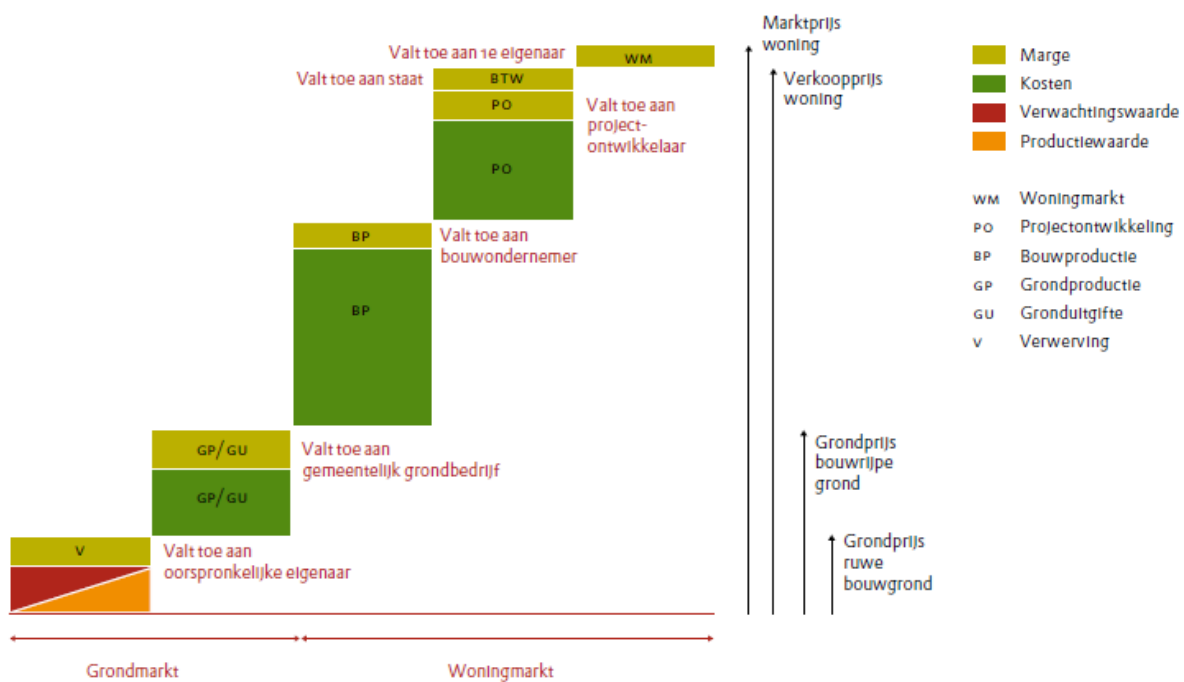 Marktprijs
woning
Valt toe aan 1e eigenaar
WM
Valt toe aan staat
BTW
Verkoopprijs
woning
PO
Valt toe aan
project-
ontwikkelaar
PO
BP
Valt toe aan
bouwondernemer
BP
GP/GU
Valt toe aan
gemeentelijk grondbedrijf
GP/GU
Grondprijs
bouwrijpe
grond
V
Valt toe aan
oorspronkelijke eigenaar
Grondprijs
ruwe
bouwgrond
Grondmarkt
Woningmarkt
Marge
Kosten
Verwachtingswaarde
Productiewaarde
WM Woningmarkt
PO Projectontwikkeling
BP Bouwproductie
GP Grondproductie
GU Gronduitgifte
V Verwerving